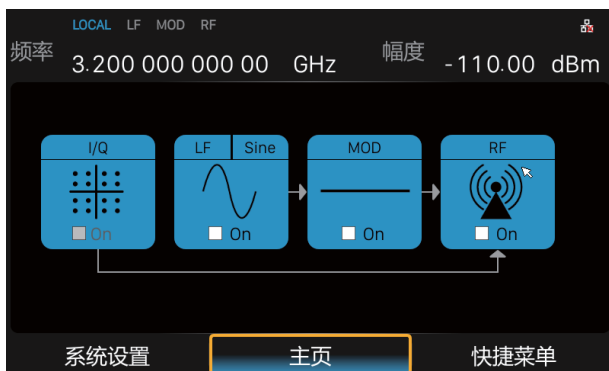 LOCAL LF MOD RF
频率 3.200 000 000 00 GHz 幅度 -110.00 dBm
I/Q LF Sine MOD RF
On On On On
系统设置 主页 快捷菜单